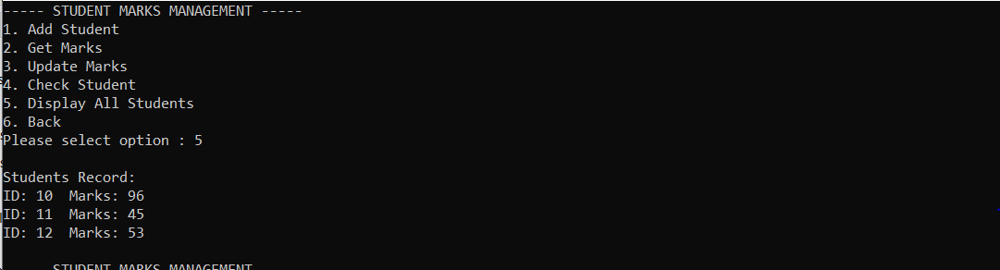 ----- STUDENT MARKS MANAGEMENT -----
1. Add Student
2. Get Marks
3. Update Marks
4. Check Student
5. Display All Students
6. Back
Please select option : 5
Students Record:
ID: 10  Marks: 96
ID: 11  Marks: 45
ID: 12  Marks: 53
STUDENT MARKS MANAGEMENT